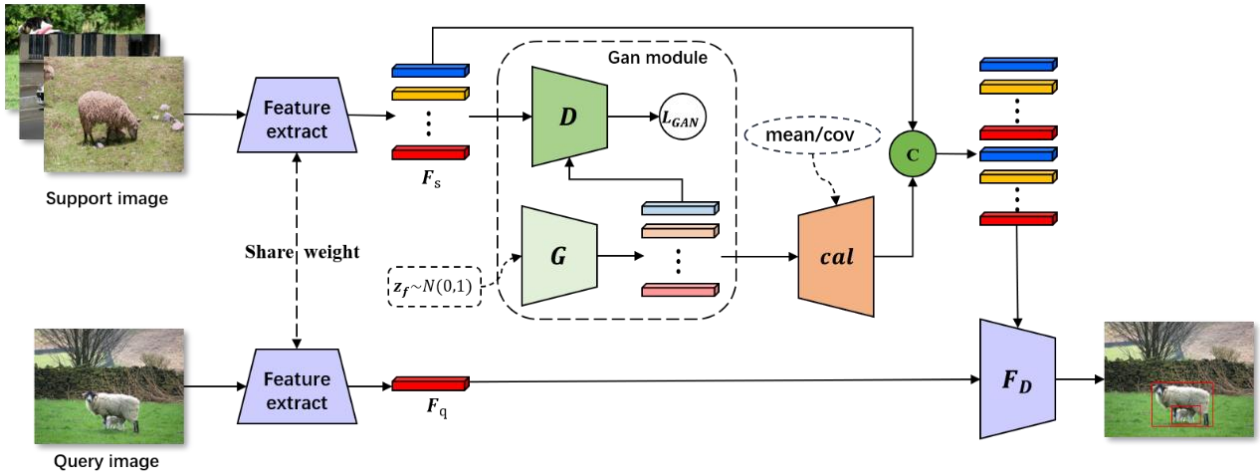 Gan module
Feature
extract
D
L_GAN
mean/cov
C
F_s
Support image
Share weight
G
cal
z_f~N(0,1)
Feature
extract
F_D
F_q
Query image